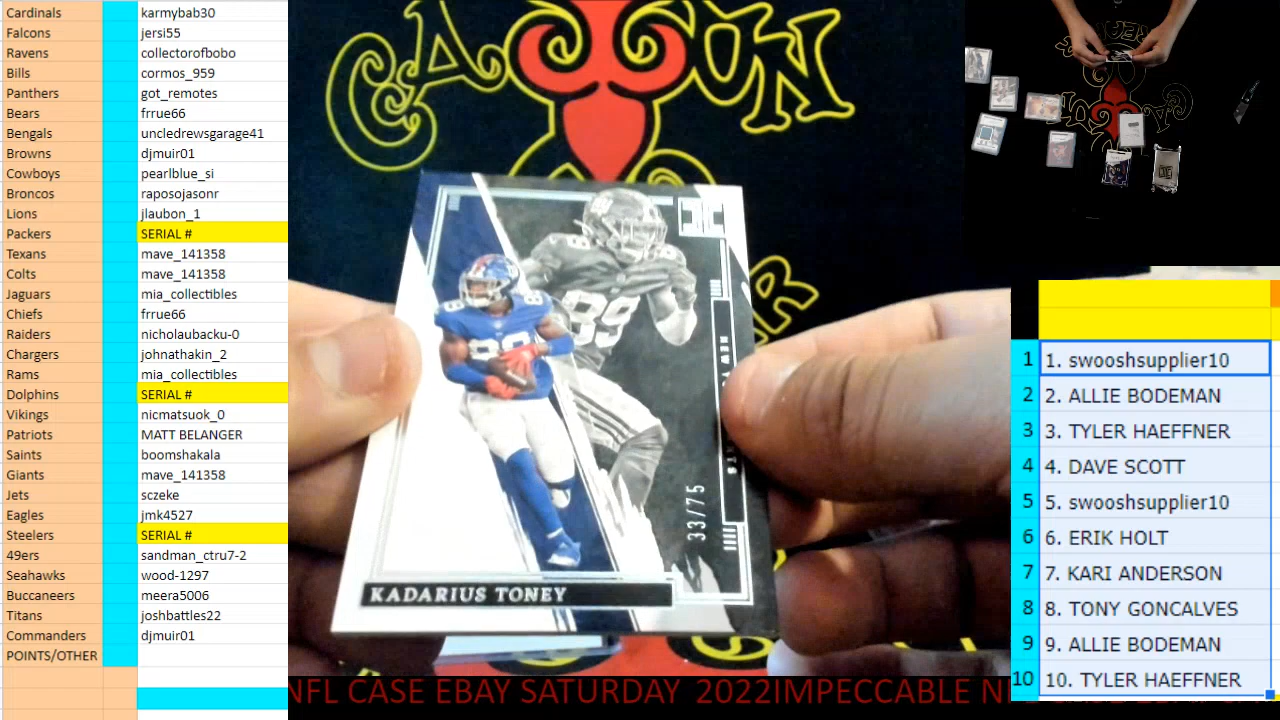 Cardinals karmybab30
Falcons jersi55
Ravens collectorofbobo
Bills cormos_959
Panthers got_remotes
Bears frrue66
Bengals uncledrewsgarage41
Browns djmuir01
Cowboys pearlblue_si
Broncos raposojasonr
Lions jlaubon_1
Packers SERIAL #
Texans mave_141358
Colts mave_141358
Jaguars mia_collectibles
Chiefs frrue66
Raiders nicholaubacku-0
Chargers johnathakin_2
Rams mia_collectibles
Dolphins SERIAL #
Vikings nicmatsuok_0
Patriots MATT BELANGER
Saints boomshakala
Giants mave_141358
Jets sczeke
Eagles jmk4527
Steelers SERIAL #
49ers sandman_ctru7-2
Seahawks wood-1297
Buccaneers meera5006
Titans joshbattles22
Commanders djmuir01
POINTS/OTHER
33/75
KADARIUS TONEY
NFL CASE EBAY SATURDAY 2022IMPECCABLE
1 1. swooshsupplier10
2 2. ALLIE BODEMAN
3 3. TYLER HAEFFNER
4 4. DAVE SCOTT
5 5. swooshsupplier10
6 6. ERIK HOLT
7 7. KARI ANDERSON
8 8. TONY GONCALVES
9 9. ALLIE BODEMAN
10 10. TYLER HAEFFNER